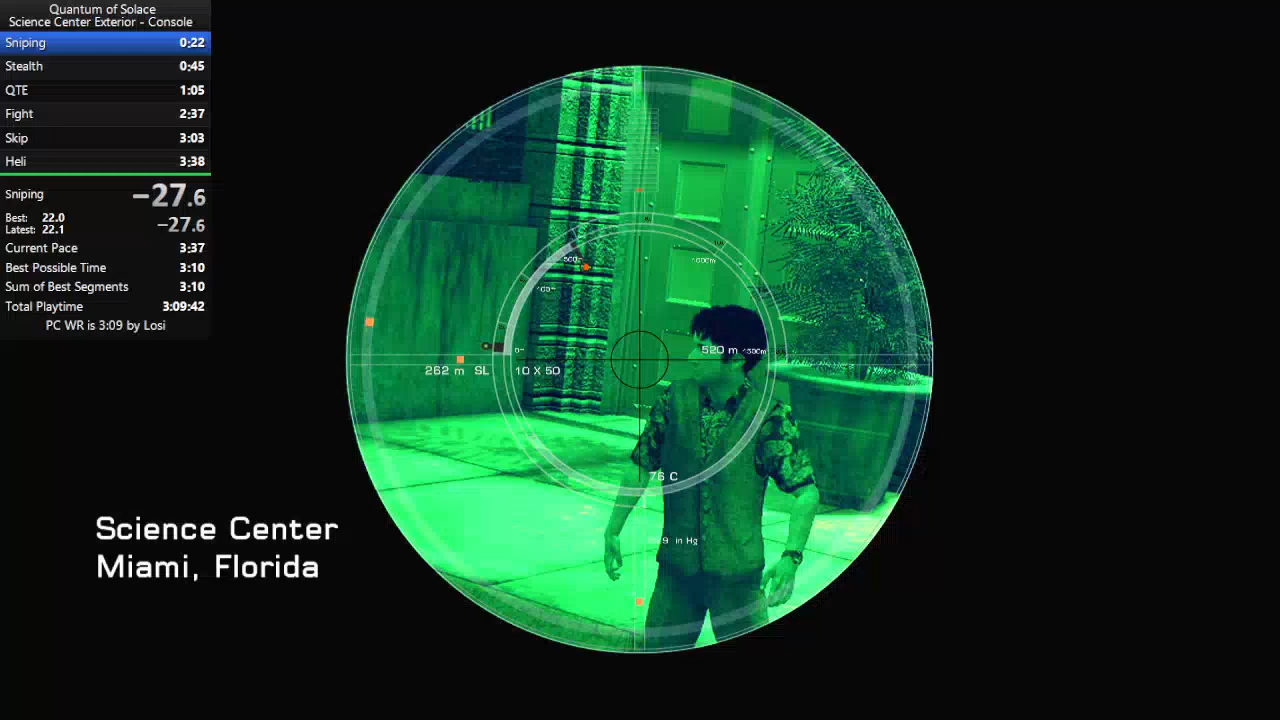 Quantum of Solace
Science Center Exterior - Console
Sniping 0:22
Stealth 0:45
QTE 1:05
Fight 2:37
Skip 3:03
Heli 3:38
Sniping −27.6
Best: 22.0
Latest: 22.1 −27.6
Current Pace 3:37
Best Possible Time 3:10
Sum of Best Segments 3:10
Total Playtime 3:09:42
PC WR is 3:09 by Losi
1000m
520 m 1500m
262 m SL 10 X 50
76 C
in Hg
Science Center
Miami, Florida